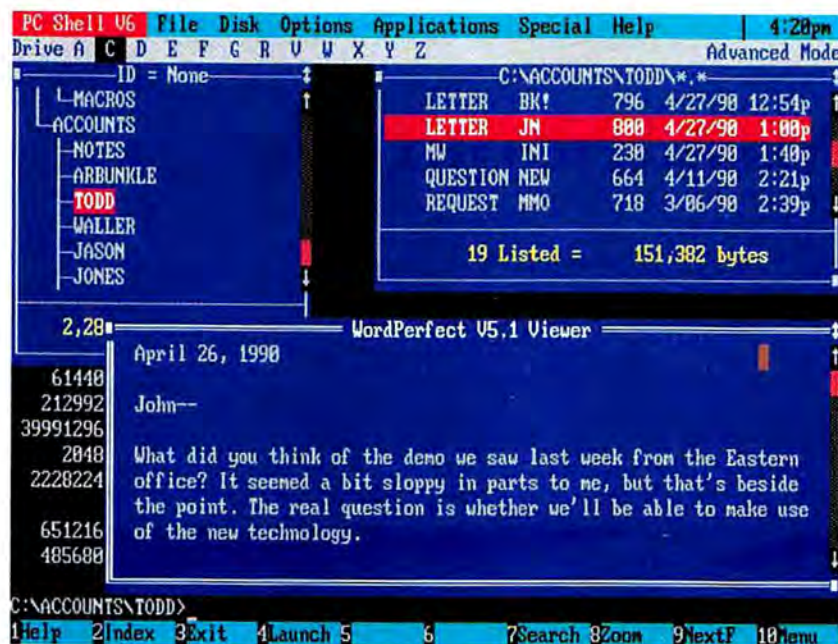 PC Shell V6 File Disk Options Applications Special Help 4:20pm
Drive A C D E F G R U V W X Y Z Advanced Mode
ID = None
MACROS
ACCOUNTS
NOTES
ARBUNKLE
TODD
WALLER
JASON
JONES
2,28
C:\ACCOUNTS\TODD\*.*
LETTER BK! 796 4/27/90 12:54p
LETTER JN 800 4/27/90 1:00p
MW INI 230 4/27/90 1:40p
QUESTION NEW 664 4/11/90 2:21p
REQUEST MMO 718 3/06/90 2:39p
19 Listed = 151,382 bytes
61440
212992
39991296
2048
2228224
651216
485680
WordPerfect V5.1 Viewer
April 26, 1990
John--
What did you think of the demo we saw last week from the Eastern
office? It seemed a bit sloppy in parts to me, but that's beside
the point. The real question is whether we'll be able to make use
of the new technology.
C:\ACCOUNTS\TODD>
1Help 2Index 3Exit 4Launch 5 6 7Search 8Zoom 9NextF 10Menu